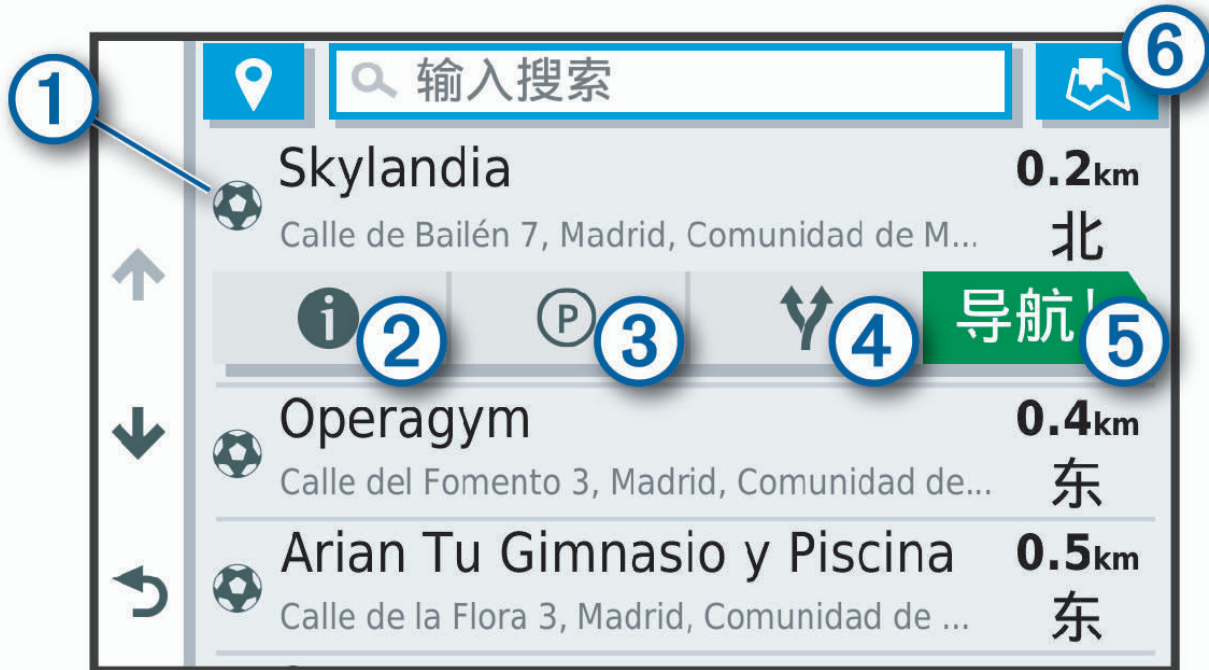 1
6
输入搜索
Skylandia
0.2km
Calle de Bailén 7, Madrid, Comunidad de M...
北
i
2
P
3
4
导航!
5
Operagym
0.4km
Calle del Fomento 3, Madrid, Comunidad de...
东
Arian Tu Gimnasio y Piscina
0.5km
Calle de la Flora 3, Madrid, Comunidad de ...
东